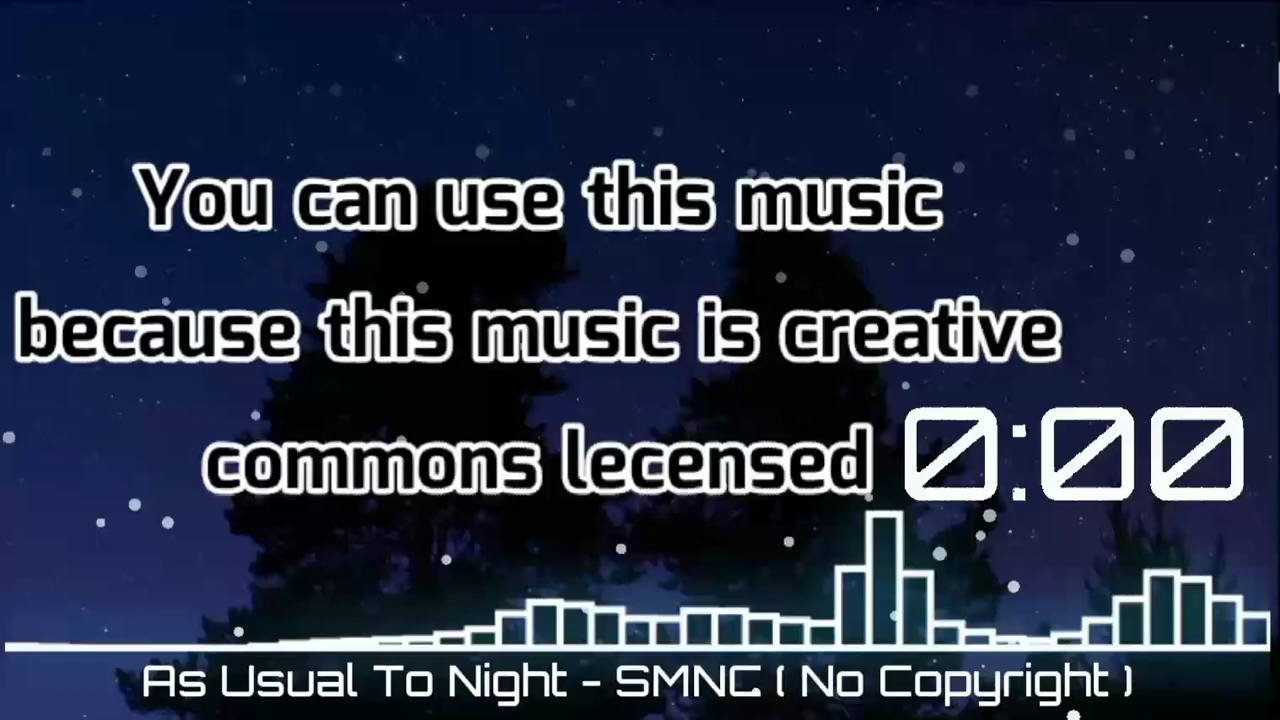 You can use this music
because this music is creative
commons lecensed
0:00
As Usual To Night - SMNC ( No Copyright )